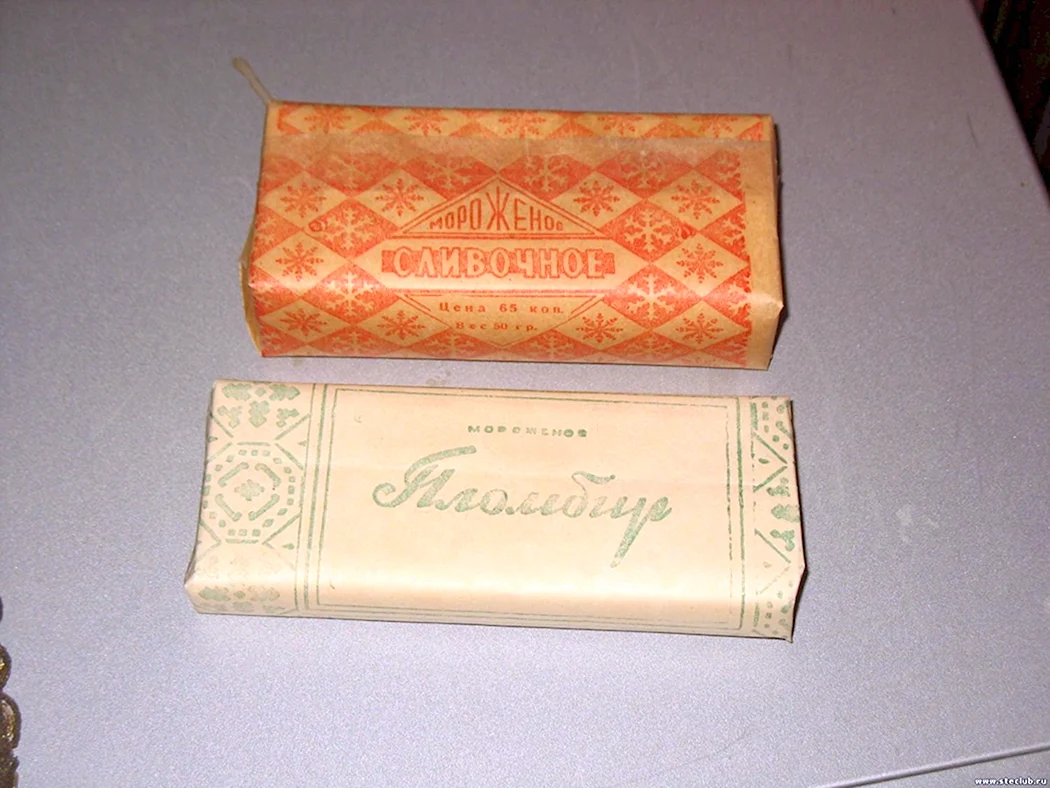 МОРОЖЕНОЕ
СЛИВОЧНОЕ
Цена 65 коп.
Вес 50 гр.
МОРОЖЕНОЕ
Пломбир
www.steclub.ru